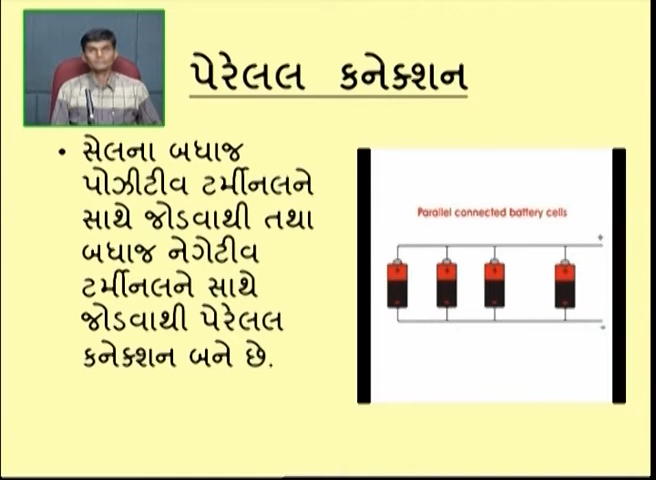 પેરેલલ કનેક્શન
• સેલના બધાજ
પોઝીટીવ ટર્મીનલને
સાથે જોડવાથી તથા
બધાજ નેગેટીવ
ટર્મીનલને સાથે
જોડવાથી પેરેલલ
કનેક્શન બને છે.
Parallel connected battery cells
+
+ + + +
-